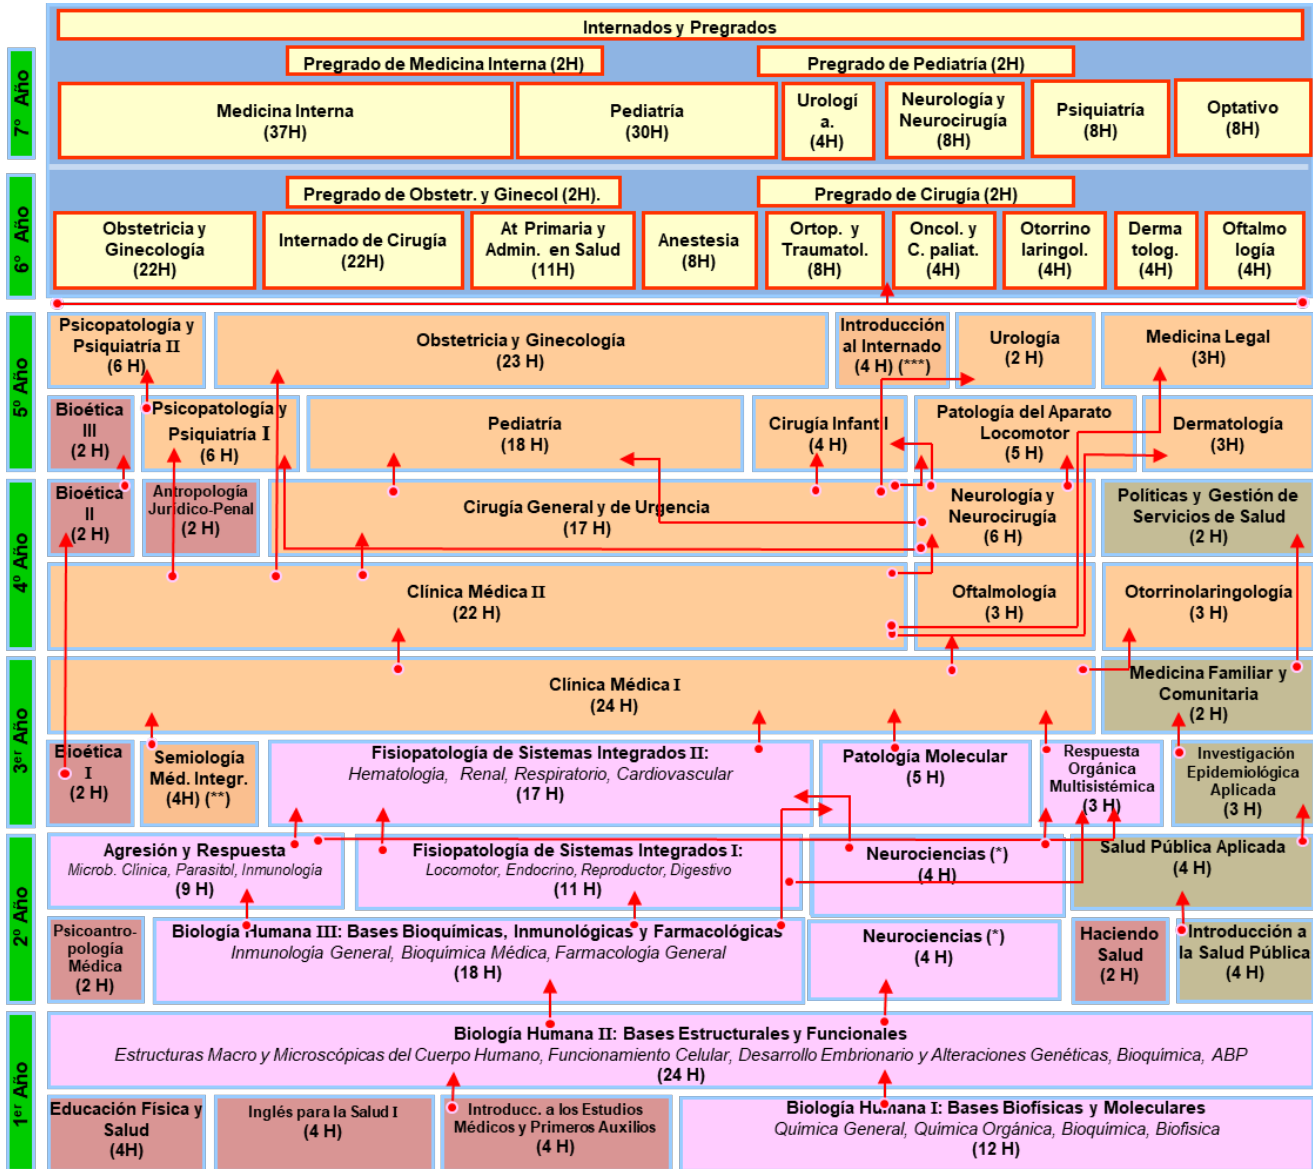 Internados y Pregrados
7º Año
Pregrado de Medicina Interna (2H)
Pregrado de Pediatría (2H)
Medicina Interna
(37H)
Pediatría
(30H)
Urologí
a.
(4H)
Neurología y
Neurocirugía
(8H)
Psiquiatría
(8H)
Optativo
(8H)
6º Año
Pregrado de Obstetr. y Ginecol (2H).
Pregrado de Cirugía (2H)
Obstetricia y
Ginecología
(22H)
Internado de Cirugía
(22H)
At Primaria y
Admin. en Salud
(11H)
Anestesia
(8H)
Ortop. y
Traumatol.
(8H)
Oncol. y
C. paliat.
(4H)
Otorrino
laringol.
(4H)
Derma
tolog.
(4H)
Oftalmo
logía
(4H)
5º Año
Psicopatología y
Psiquiatría II
(6 H)
Obstetricia y Ginecología
(23 H)
Introducción
al Internado
(4 H) (***)
Urología
(2 H)
Medicina Legal
(3H)
Bioética
III
(2 H)
Psicopatología y
Psiquiatría I
(6 H)
Pediatría
(18 H)
Cirugía Infantil
(4 H)
Patología del Aparato
Locomotor
(5 H)
Dermatología
(3H)
4º Año
Bioética
II
(2 H)
Antropología
Jurídico-Penal
(2 H)
Cirugía General y de Urgencia
(17 H)
Neurología y
Neurocirugía
(6 H)
Políticas y Gestión de
Servicios de Salud
(2 H)
Clínica Médica II
(22 H)
Oftalmología
(3 H)
Otorrinolaringología
(3 H)
3er Año
Clínica Médica I
(24 H)
Medicina Familiar y
Comunitaria
(2 H)
Bioética
I
(2 H)
Semiología
Méd. Integr.
(4H) (**)
Fisiopatología de Sistemas Integrados II:
Hematología, Renal, Respiratorio, Cardiovascular
(17 H)
Patología Molecular
(5 H)
Respuesta
Orgánica
Multisistémica
(3 H)
Investigación
Epidemiológica
Aplicada
(3 H)
2º Año
Agresión y Respuesta
Microb. Clínica, Parasitol, Inmunología
(9 H)
Fisiopatología de Sistemas Integrados I:
Locomotor, Endocrino, Reproductor, Digestivo
(11 H)
Neurociencias (*)
(4 H)
Salud Pública Aplicada
(4 H)
Psicoantro-
pología
Médica
(2 H)
Biología Humana III: Bases Bioquímicas, Inmunológicas y Farmacológicas
Inmunología General, Bioquímica Médica, Farmacología General
(18 H)
Neurociencias (*)
(4 H)
Haciendo
Salud
(2 H)
Introducción a
la Salud Pública
(4 H)
1er Año
Biología Humana II: Bases Estructurales y Funcionales
Estructuras Macro y Microscópicas del Cuerpo Humano, Funcionamiento Celular, Desarrollo Embrionario y Alteraciones Genéticas, Bioquímica, ABP
(24 H)
Educación Física y
Salud
(4H)
Inglés para la Salud I
(4 H)
Introducc. a los Estudios
Médicos y Primeros Auxilios
(4 H)
Biología Humana I: Bases Biofísicas y Moleculares
Química General, Química Orgánica, Bioquímica, Biofísica
(12 H)